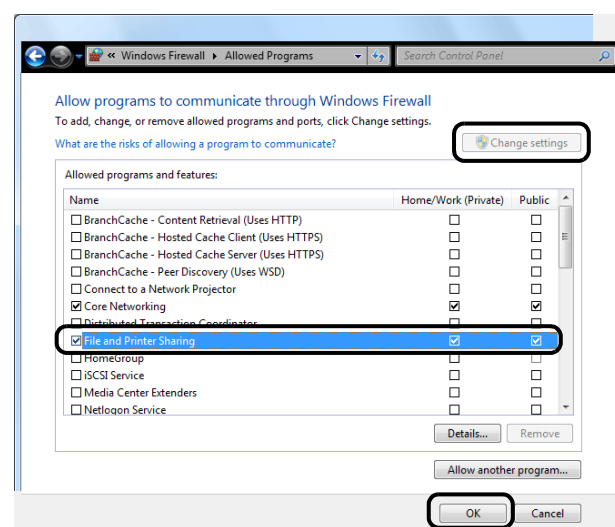 « Windows Firewall ▸ Allowed Programs Search Control Panel
Allow programs to communicate through Windows Firewall
To add, change, or remove allowed programs and ports, click Change settings.
What are the risks of allowing a program to communicate? Change settings
Allowed programs and features:
Name Home/Work (Private) Public
BranchCache - Content Retrieval (Uses HTTP)
BranchCache - Hosted Cache Client (Uses HTTPS)
BranchCache - Hosted Cache Server (Uses HTTPS)
BranchCache - Peer Discovery (Uses WSD)
Connect to a Network Projector
Core Networking
Distributed Transaction Coordinator
File and Printer Sharing
HomeGroup
iSCSI Service
Media Center Extenders
Netlogon Service
Details... Remove
Allow another program...
OK Cancel